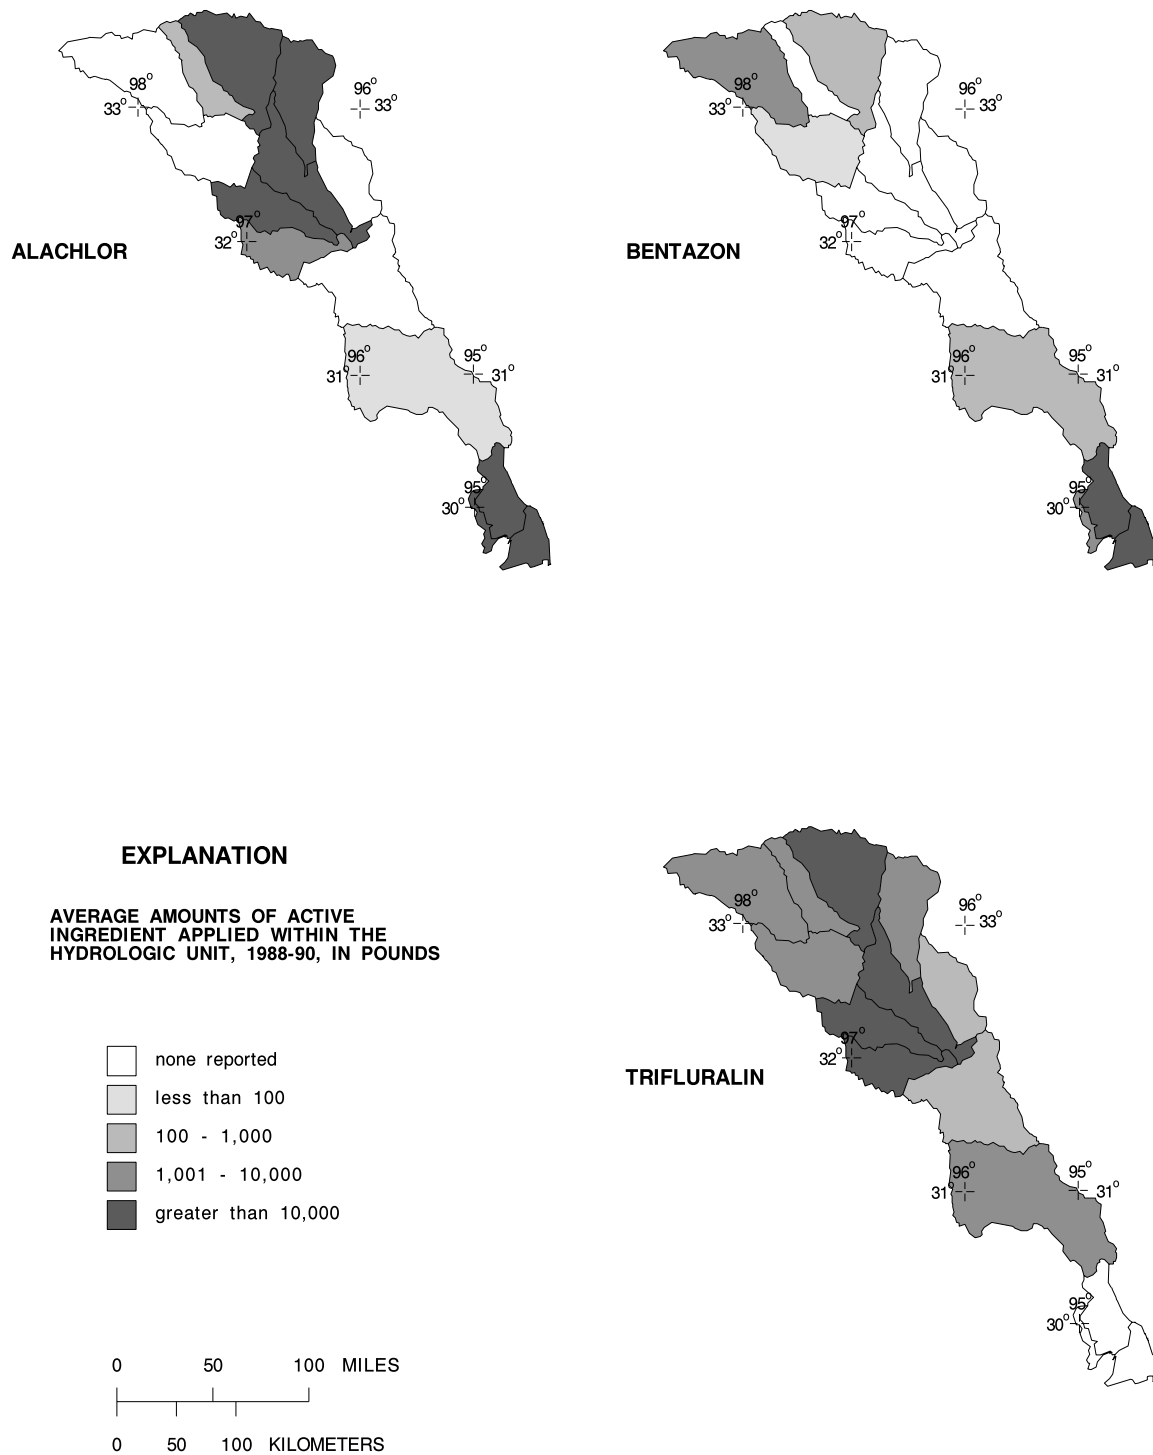 98°
33°
96°
33°
97°
32°
ALACHLOR
96°
31°
95°
31°
95°
30°
98°
33°
96°
33°
97°
32°
BENTAZON
96°
31°
95°
31°
95°
30°
EXPLANATION
AVERAGE AMOUNTS OF ACTIVE
INGREDIENT APPLIED WITHIN THE
HYDROLOGIC UNIT, 1988-90, IN POUNDS
none reported
less than 100
100 - 1,000
1,001 - 10,000
greater than 10,000
98°
33°
96°
33°
97°
32°
TRIFLURALIN
96°
31°
95°
31°
95°
30°
0 50 100 MILES
0 50 100 KILOMETERS